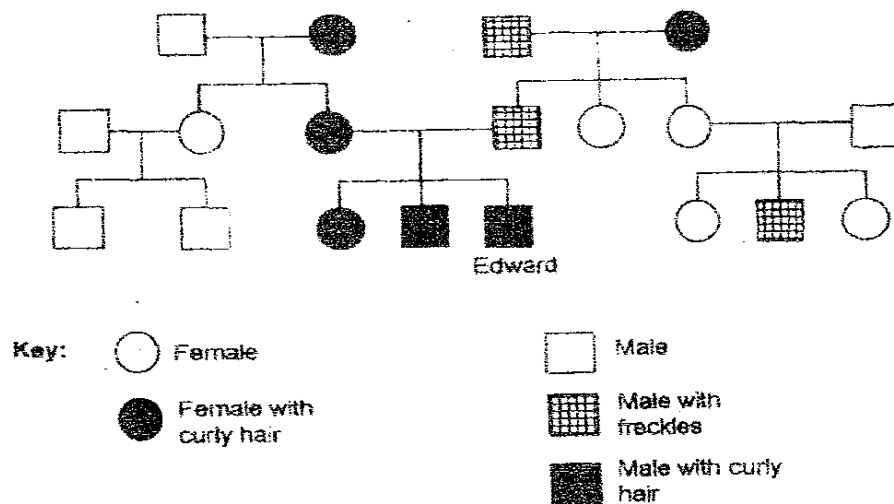 Edward
Key:
Female
Female with
curly hair
Male
Male with
freckles
Male with curly
hair